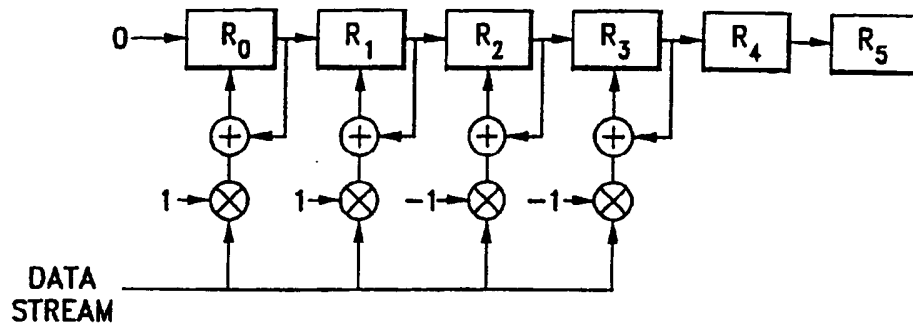 0 R0 R1 R2 R3 R4 R5
+ + + +
1 1 -1 -1
DATA
STREAM